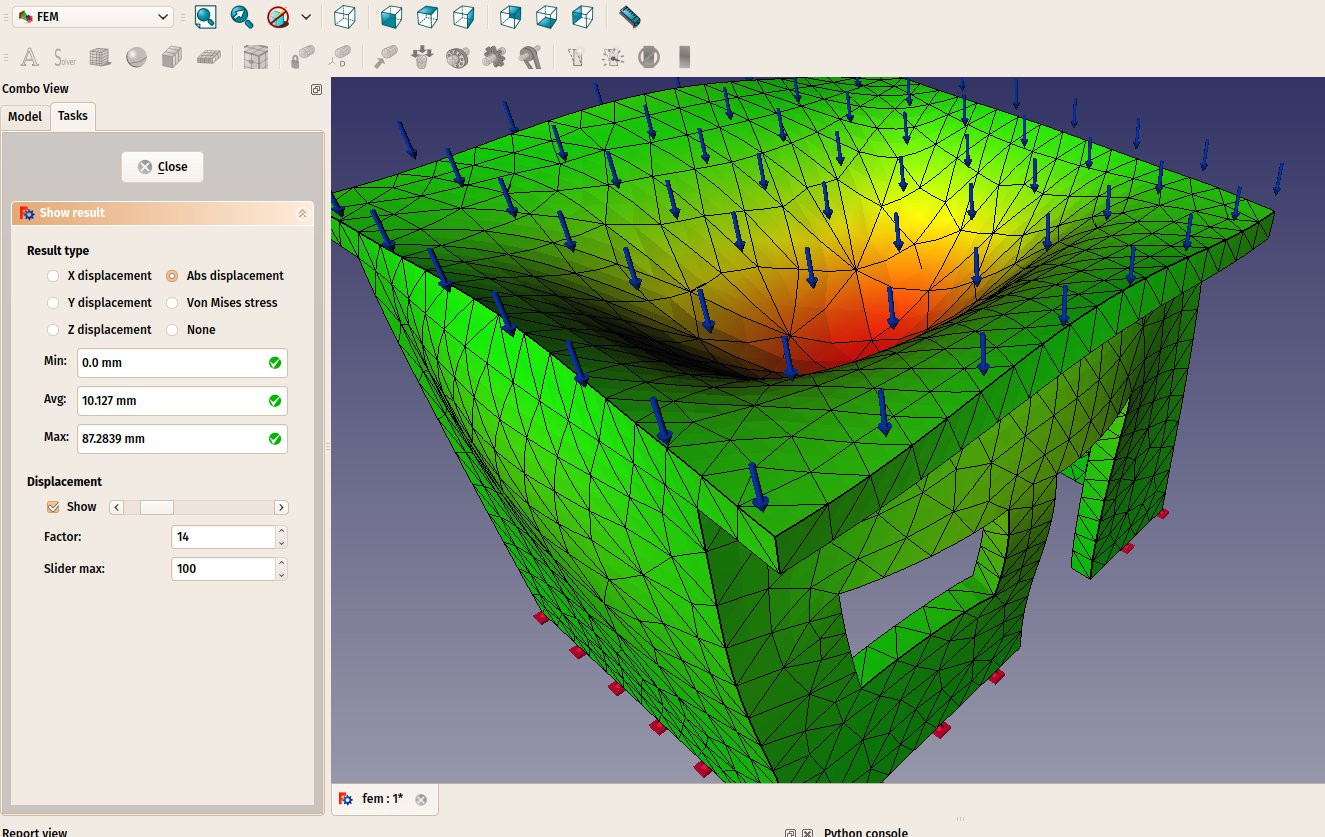 FEM
A Solver D
Combo View
Model Tasks
Close
Show result
Result type
X displacement Abs displacement
Y displacement Von Mises stress
Z displacement None
Min: 0.0 mm
Avg: 10.127 mm
Max: 87.2839 mm
Displacement
Show
Factor: 14
Slider max: 100
fem : 1*
Report view Python console